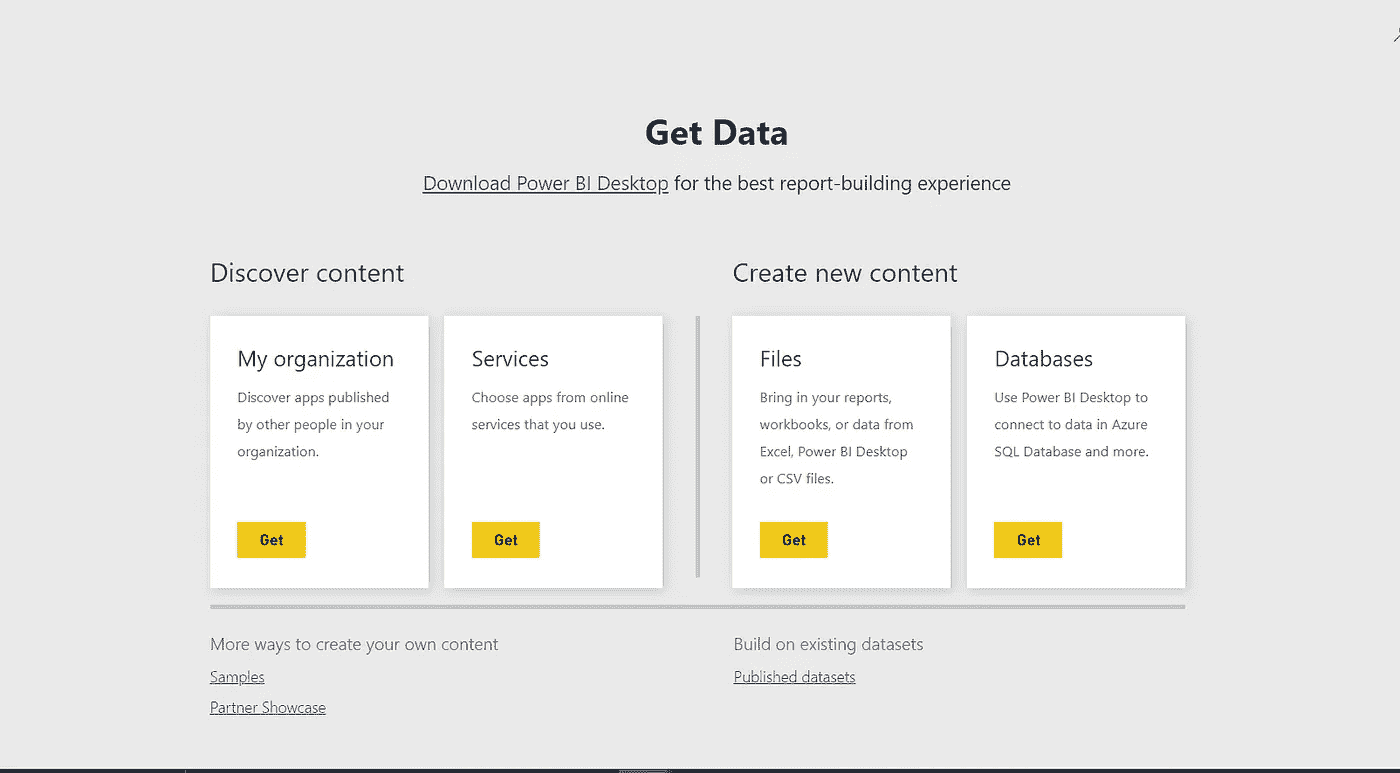 Get Data
Download Power BI Desktop for the best report-building experience
Discover content
My organization
Discover apps published
by other people in your
organization.
Get
Services
Choose apps from online
services that you use.
Get
Create new content
Files
Bring in your reports,
workbooks, or data from
Excel, Power BI Desktop
or CSV files.
Get
Databases
Use Power BI Desktop to
connect to data in Azure
SQL Database and more.
Get
More ways to create your own content
Samples
Partner Showcase
Build on existing datasets
Published datasets